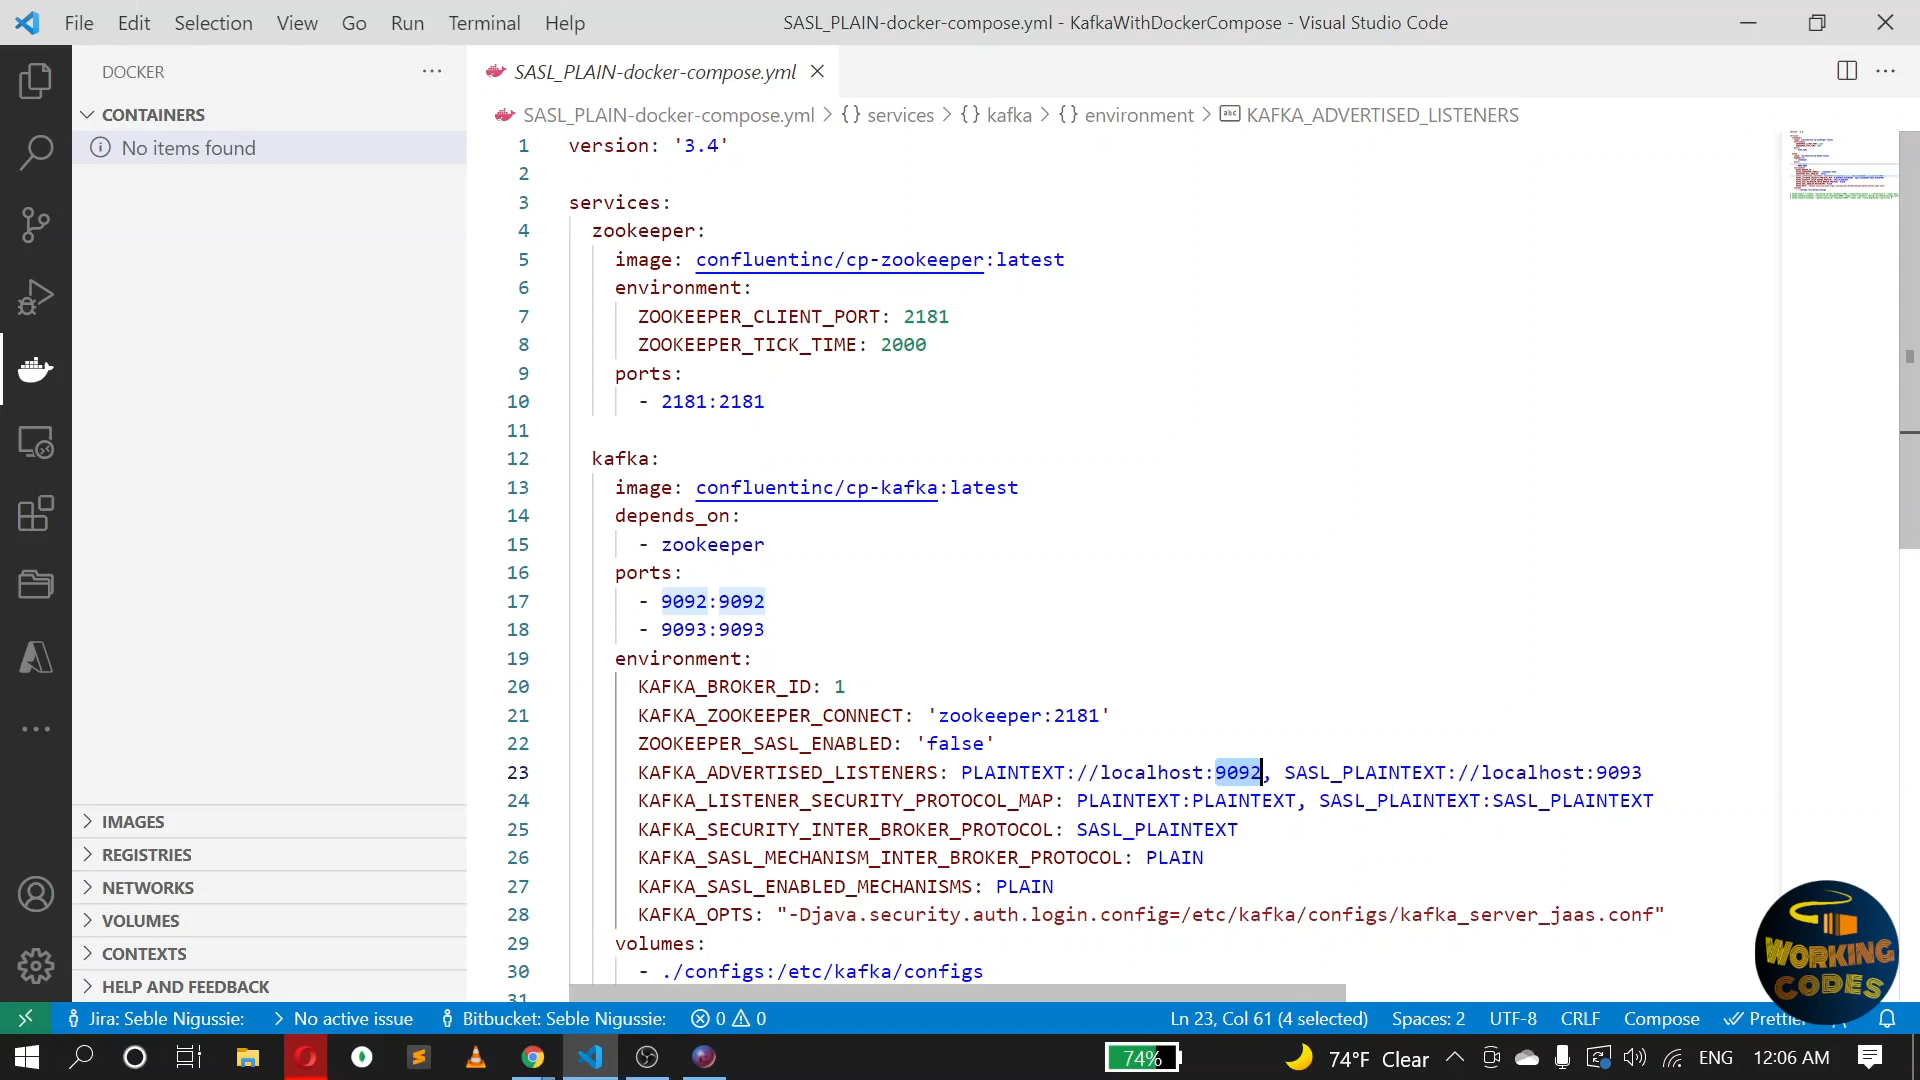 File Edit Selection View Go Run Terminal Help SASL_PLAIN-docker-compose.yml - KafkaWithDockerCompose - Visual Studio Code
DOCKER
CONTAINERS
No items found
IMAGES
REGISTRIES
NETWORKS
VOLUMES
CONTEXTS
HELP AND FEEDBACK
SASL_PLAIN-docker-compose.yml
SASL_PLAIN-docker-compose.yml > {} services > {} kafka > {} environment > abc KAFKA_ADVERTISED_LISTENERS
1 version: '3.4'
2
3 services:
4 zookeeper:
5 image: confluentinc/cp-zookeeper:latest
6 environment:
7 ZOOKEEPER_CLIENT_PORT: 2181
8 ZOOKEEPER_TICK_TIME: 2000
9 ports:
10 - 2181:2181
11
12 kafka:
13 image: confluentinc/cp-kafka:latest
14 depends_on:
15 - zookeeper
16 ports:
17 - 9092:9092
18 - 9093:9093
19 environment:
20 KAFKA_BROKER_ID: 1
21 KAFKA_ZOOKEEPER_CONNECT: 'zookeeper:2181'
22 ZOOKEEPER_SASL_ENABLED: 'false'
23 KAFKA_ADVERTISED_LISTENERS: PLAINTEXT://localhost:9092, SASL_PLAINTEXT://localhost:9093
24 KAFKA_LISTENER_SECURITY_PROTOCOL_MAP: PLAINTEXT:PLAINTEXT, SASL_PLAINTEXT:SASL_PLAINTEXT
25 KAFKA_SECURITY_INTER_BROKER_PROTOCOL: SASL_PLAINTEXT
26 KAFKA_SASL_MECHANISM_INTER_BROKER_PROTOCOL: PLAIN
27 KAFKA_SASL_ENABLED_MECHANISMS: PLAIN
28 KAFKA_OPTS: "-Djava.security.auth.login.config=/etc/kafka/configs/kafka_server_jaas.conf"
29 volumes:
30 - ./configs:/etc/kafka/configs
31
WORKING
CODES
Jira: Seble Nigussie: No active issue Bitbucket: Seble Nigussie: 0 0 Ln 23, Col 61 (4 selected) Spaces: 2 UTF-8 CRLF Compose Prettier
74% 74°F Clear ENG 12:06 AM